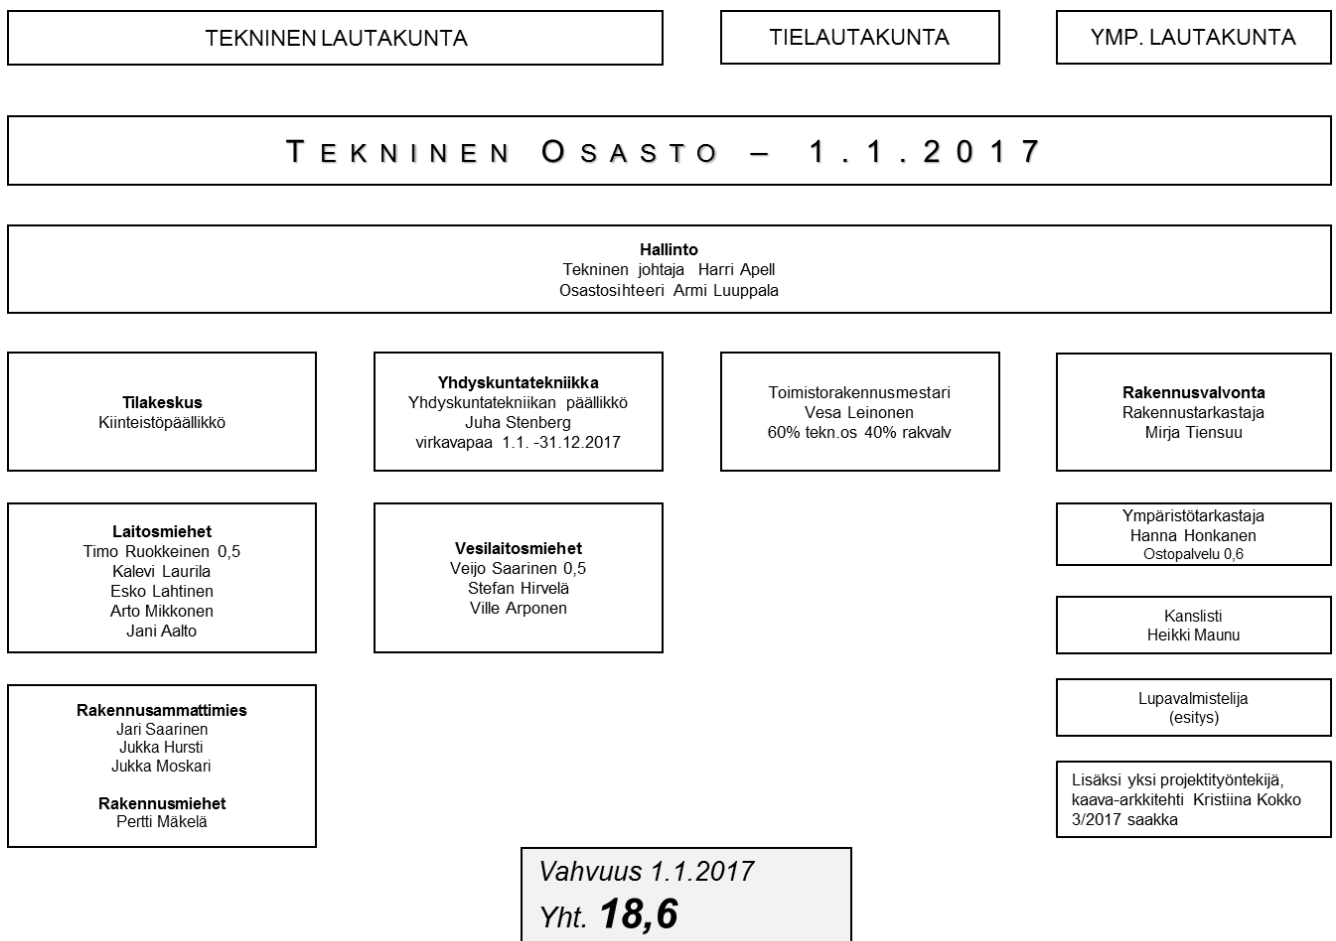 TEKNINEN LAUTAKUNTA
TIELAUTAKUNTA
YMP. LAUTAKUNTA
TEKNINEN OSASTO – 1.1.2017
Hallinto
Tekninen johtaja Harri Apell
Osastosihteeri Armi Luuppala
Tilakeskus
Kiinteistöpäällikkö
Yhdyskuntatekniikka
Yhdyskuntatekniikan päällikkö
Juha Stenberg
virkavapaa 1.1. -31.12.2017
Toimistorakennusmestari
Vesa Leinonen
60% tekn.os 40% rakvalv
Rakennusvalvonta
Rakennustarkastaja
Mirja Tiensuu
Laitosmiehet
Timo Ruokkeinen 0,5
Kalevi Laurila
Esko Lahtinen
Arto Mikkonen
Jani Aalto
Vesilaitosmiehet
Veijo Saarinen 0,5
Stefan Hirvelä
Ville Arponen
Ympäristötarkastaja
Hanna Honkanen
Ostopalvelu 0,6
Kanslisti
Heikki Maunu
Rakennusammattimies
Jari Saarinen
Jukka Hursti
Jukka Moskari
Rakennusmiehet
Pertti Mäkelä
Lupavalmistelija
(esitys)
Lisäksi yksi projektityöntekijä,
kaava-arkkitehti Kristiina Kokko
3/2017 saakka
Vahvuus 1.1.2017
Yht. 18,6